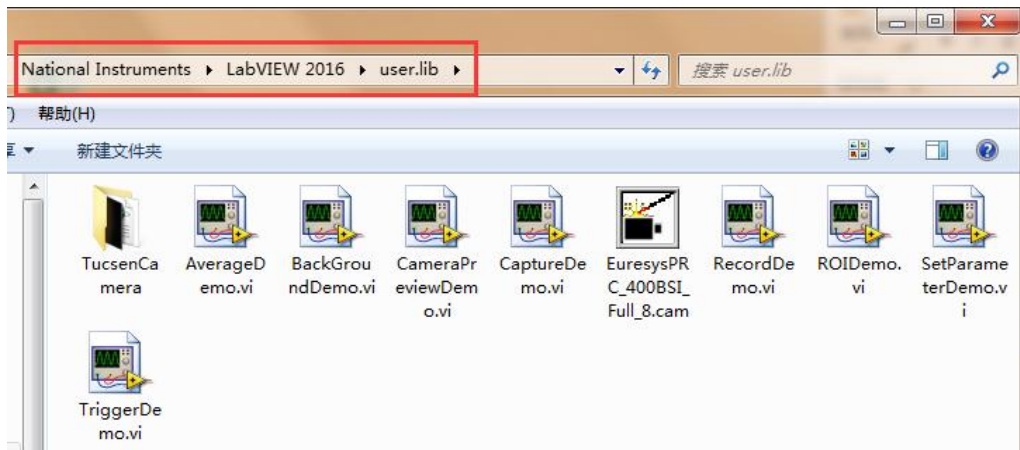 National Instruments ▸ LabVIEW 2016 ▸ user.lib ▸
搜索 user.lib
) 帮助(H)
享 ▾ 新建文件夹
TucsenCa
mera
AverageD
emo.vi
BackGrou
ndDemo.vi
CameraPr
eviewDem
o.vi
CaptureDe
mo.vi
EuresysPR
C_400BSI_
Full_8.cam
RecordDe
mo.vi
ROIDemo.
vi
SetParame
terDemo.v
i
TriggerDe
mo.vi